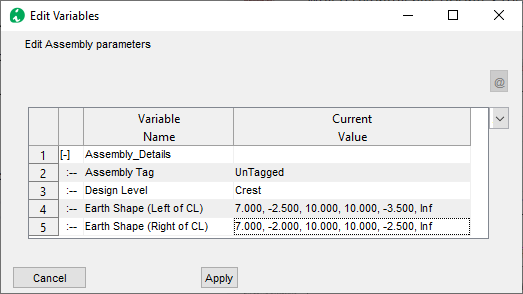 Edit Variables
Edit Assembly parameters
@
Variable Name Current Value
1 [-] Assembly_Details
2 :-- Assembly Tag UnTagged
3 :-- Design Level Crest
4 :-- Earth Shape (Left of CL) 7.000, -2.500, 10.000, 10.000, -3.500, Inf
5 :-- Earth Shape (Right of CL) 7.000, -2.000, 10.000, 10.000, -2.500, Inf
Cancel Apply